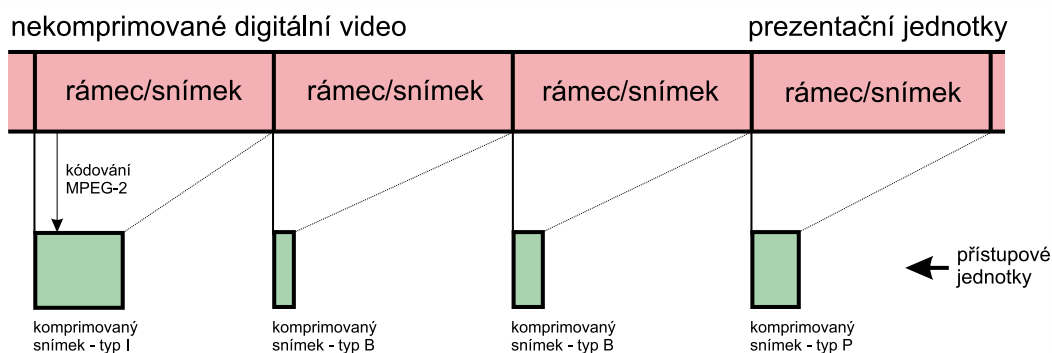 nekomprimované digitální video
prezentační jednotky
rámec/snímek
rámec/snímek
rámec/snímek
rámec/snímek
kódování
MPEG-2
přístupové
jednotky
komprimovaný
snímek - typ I
komprimovaný
snímek - typ B
komprimovaný
snímek - typ B
komprimovaný
snímek - typ P